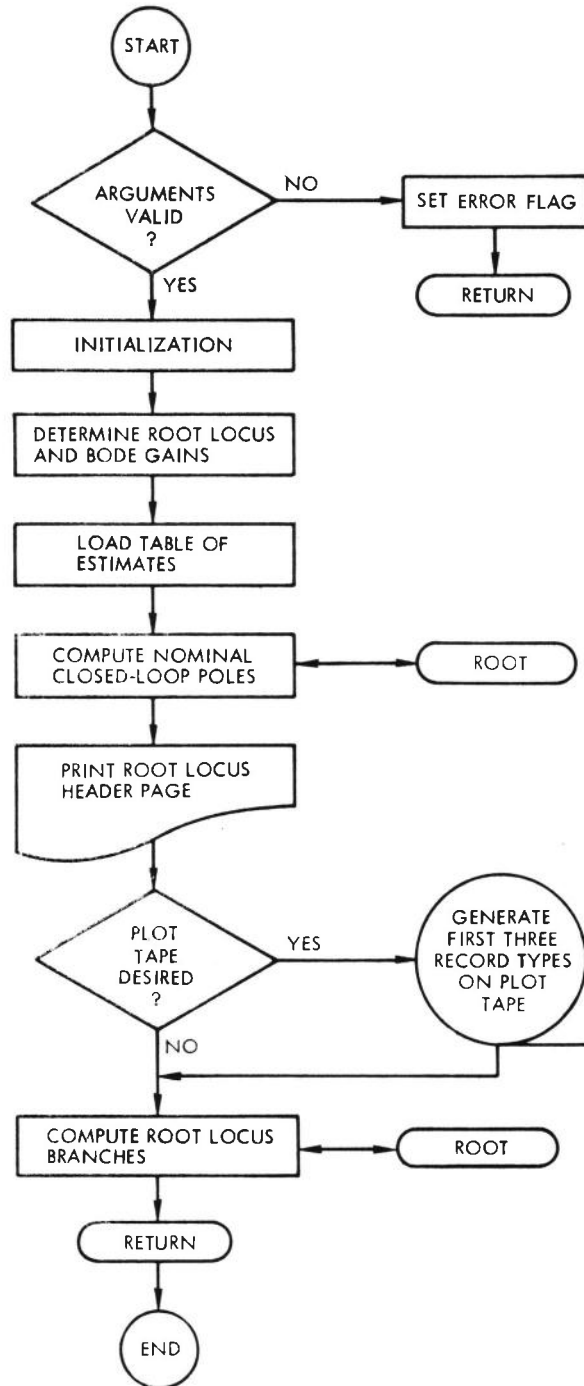 START
ARGUMENTS
VALID
?
NO
SET ERROR FLAG
RETURN
YES
INITIALIZATION
DETERMINE ROOT LOCUS
AND BODE GAINS
LOAD TABLE OF
ESTIMATES
COMPUTE NOMINAL
CLOSED-LOOP POLES
ROOT
PRINT ROOT LOCUS
HEADER PAGE
PLOT
TAPE
DESIRED
?
YES
GENERATE
FIRST THREE
RECORD TYPES
ON PLOT
TAPE
NO
COMPUTE ROOT LOCUS
BRANCHES
ROOT
RETURN
END